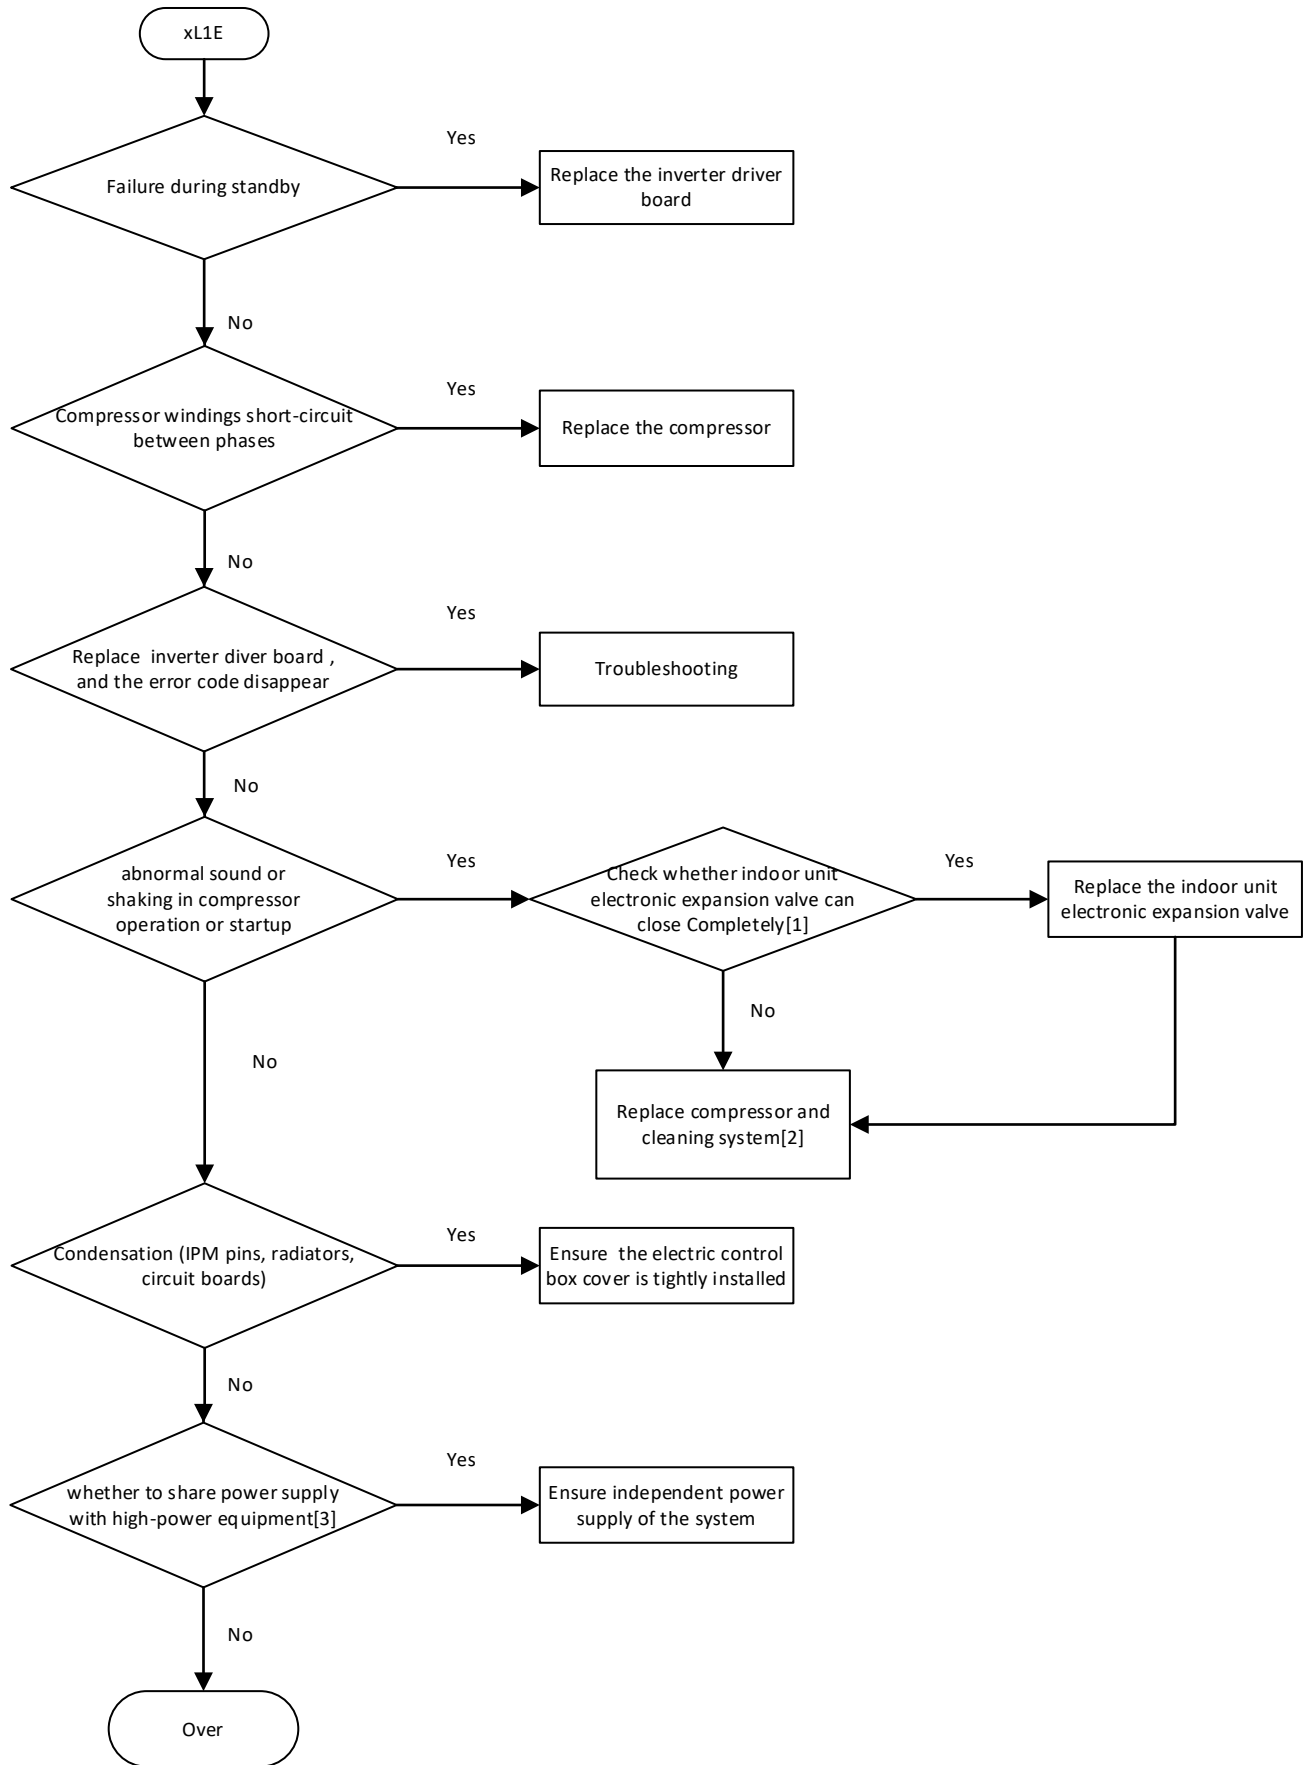 xL1E
Yes
Failure during standby
Replace the inverter driver
board
No
Yes
Compressor windings short-circuit
between phases
Replace the compressor
No
Yes
Replace inverter diver board ,
and the error code disappear
Troubleshooting
No
abnormal sound or
shaking in compressor
operation or startup
Yes
Check whether indoor unit
electronic expansion valve can
close Completely[1]
Yes
Replace the indoor unit
electronic expansion valve
No
No
Replace compressor and
cleaning system[2]
Condensation (IPM pins, radiators,
circuit boards)
Yes
Ensure the electric control
box cover is tightly installed
No
Yes
whether to share power supply
with high-power equipment[3]
Ensure independent power
supply of the system
No
Over